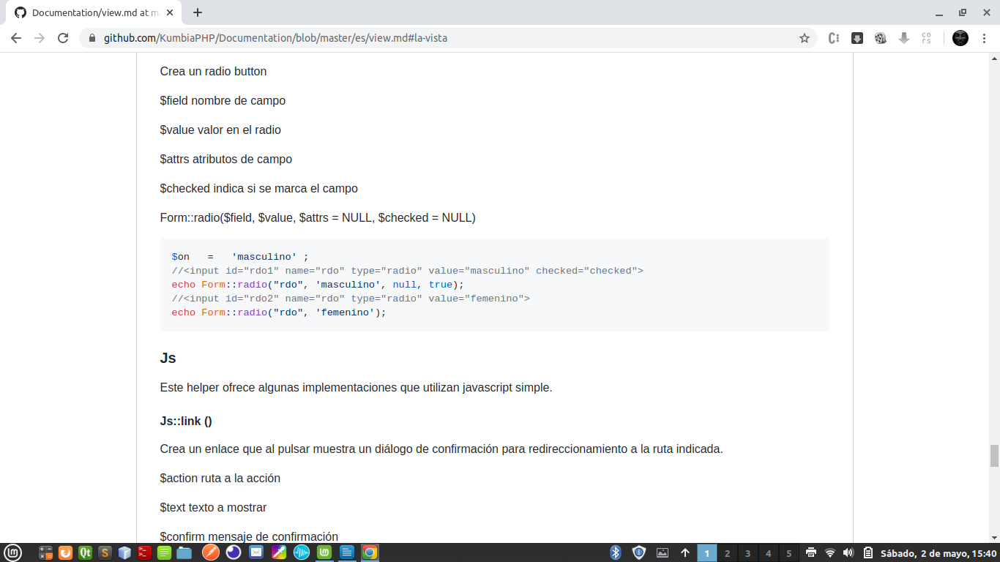 Documentation/view.md at m
github.com/KumbiaPHP/Documentation/blob/master/es/view.md#la-vista
co
rs
Crea un radio button
$field nombre de campo
$value valor en el radio
$attrs atributos de campo
$checked indica si se marca el campo
Form::radio($field, $value, $attrs = NULL, $checked = NULL)
$on   =   'masculino' ;
//<input id="rdo1" name="rdo" type="radio" value="masculino" checked="checked">
echo Form::radio("rdo", 'masculino', null, true);
//<input id="rdo2" name="rdo" type="radio" value="femenino">
echo Form::radio("rdo", 'femenino');
Js
Este helper ofrece algunas implementaciones que utilizan javascript simple.
Js::link ()
Crea un enlace que al pulsar muestra un diálogo de confirmación para redireccionamiento a la ruta indicada.
$action ruta a la acción
$text texto a mostrar
$confirm mensaje de confirmación
Qt S 1 2 3 4 5 Sábado, 2 de mayo, 15:40